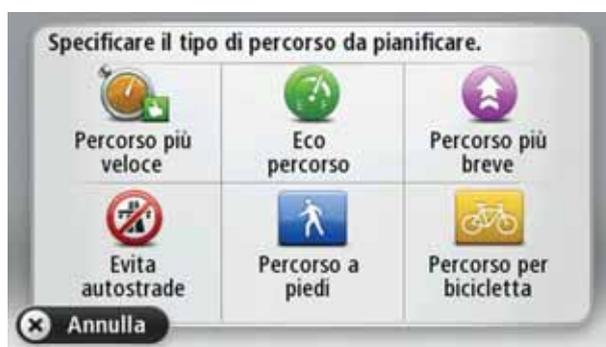 Specificare il tipo di percorso da pianificare.
Percorso più
veloce
Eco
percorso
Percorso più
breve
Evita
autostrade
Percorso a
piedi
Percorso per
bicicletta
Annulla